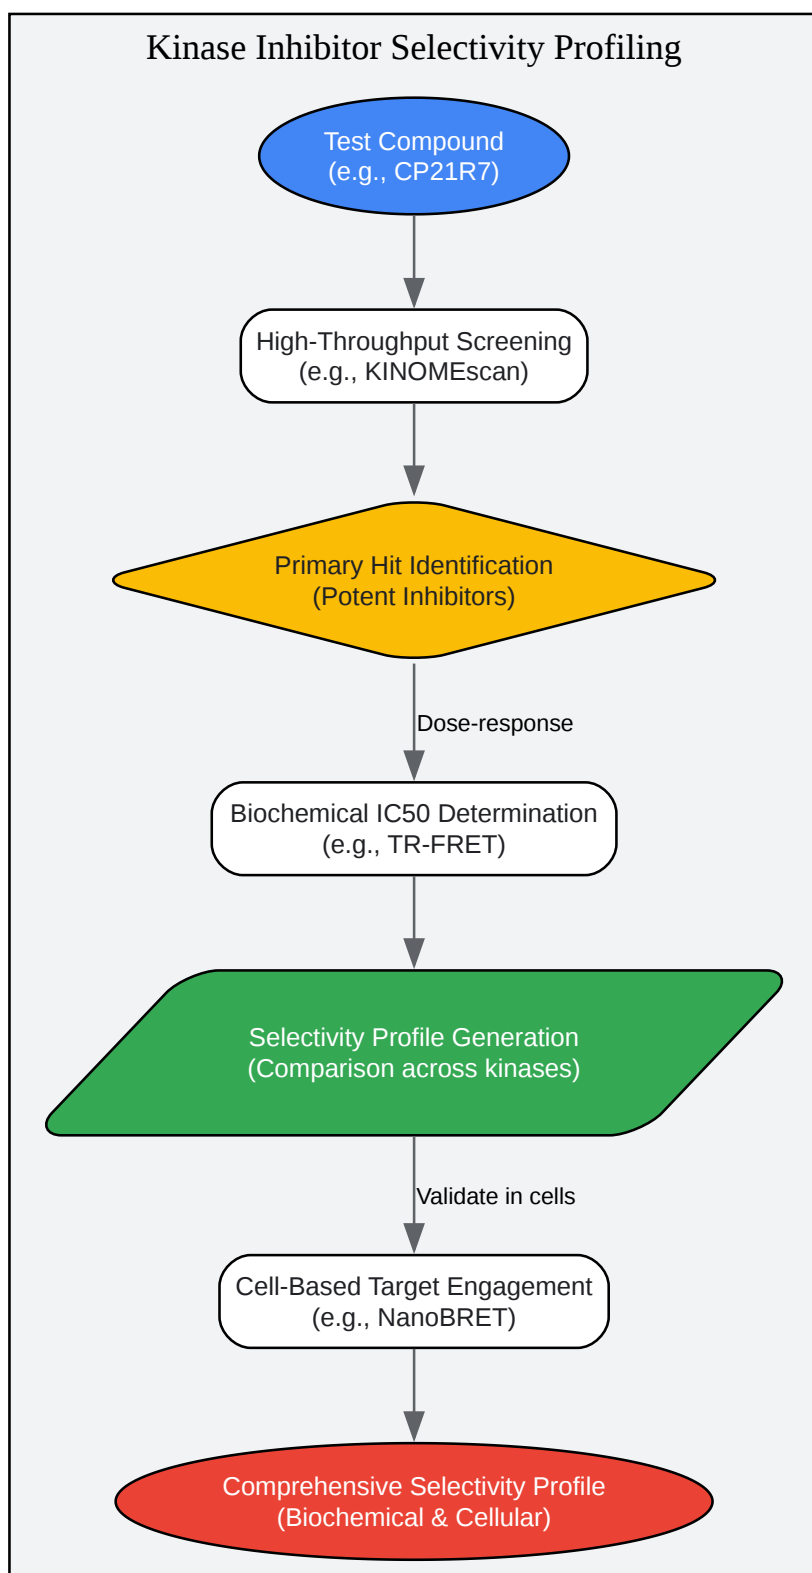 Kinase Inhibitor Selectivity Profiling
Test Compound
(e.g., CP21R7)
High-Throughput Screening
(e.g., KINOMEscan)
Primary Hit Identification
(Potent Inhibitors)
Dose-response
Biochemical IC50 Determination
(e.g., TR-FRET)
Selectivity Profile Generation
(Comparison across kinases)
Validate in cells
Cell-Based Target Engagement
(e.g., NanoBRET)
Comprehensive Selectivity Profile
(Biochemical & Cellular)